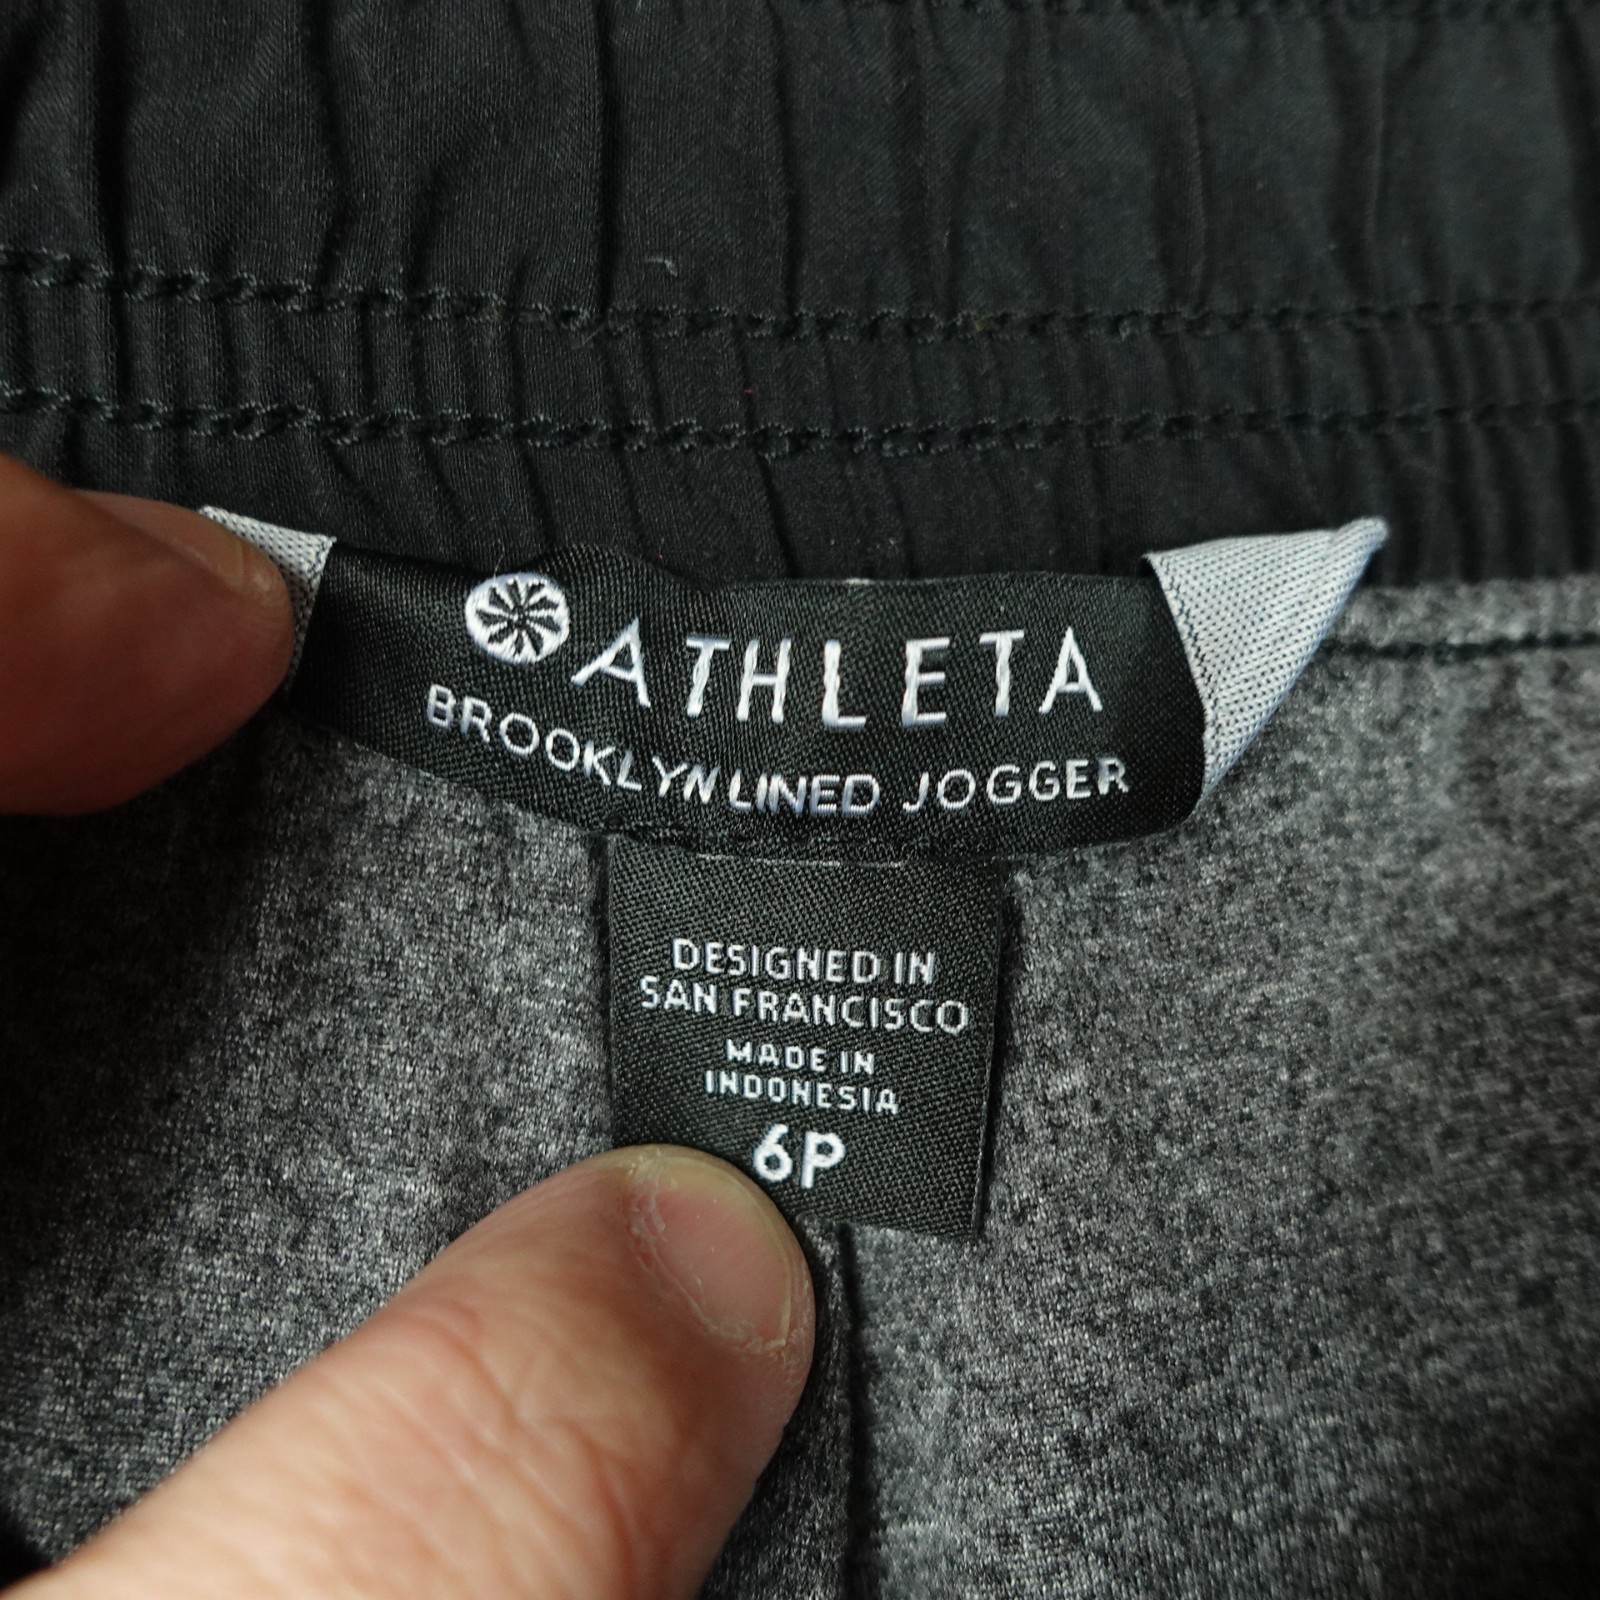 ATHLETA
BROOKLYN LINED JOGGER
DESIGNED IN
SAN FRANCISCO
MADE IN
INDONESIA
6P